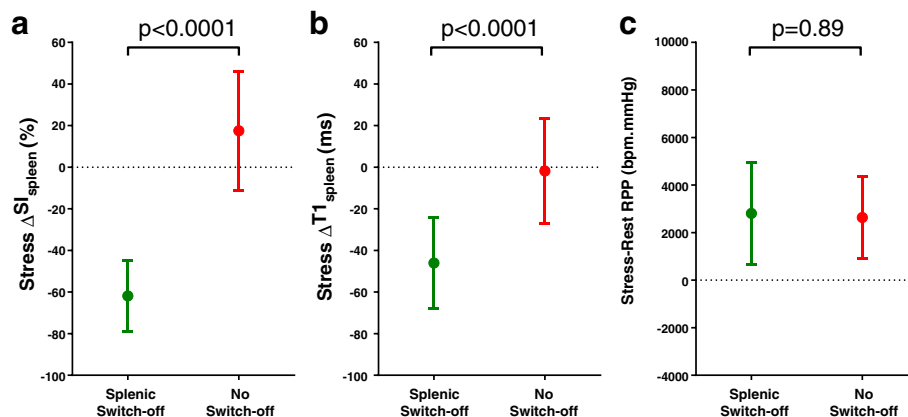 a
p<0.0001
Stress ΔSIspleen (%)
60
40
20
0
-20
-40
-60
-80
-100
Splenic
Switch-off
No
Switch-off
b
p<0.0001
Stress ΔT1spleen (ms)
60
40
20
0
-20
-40
-60
-80
-100
Splenic
Switch-off
No
Switch-off
c
p=0.89
Stress-Rest RPP (bpm.mmHg)
10000
8000
6000
4000
2000
0
-2000
-4000
Splenic
Switch-off
No
Switch-off